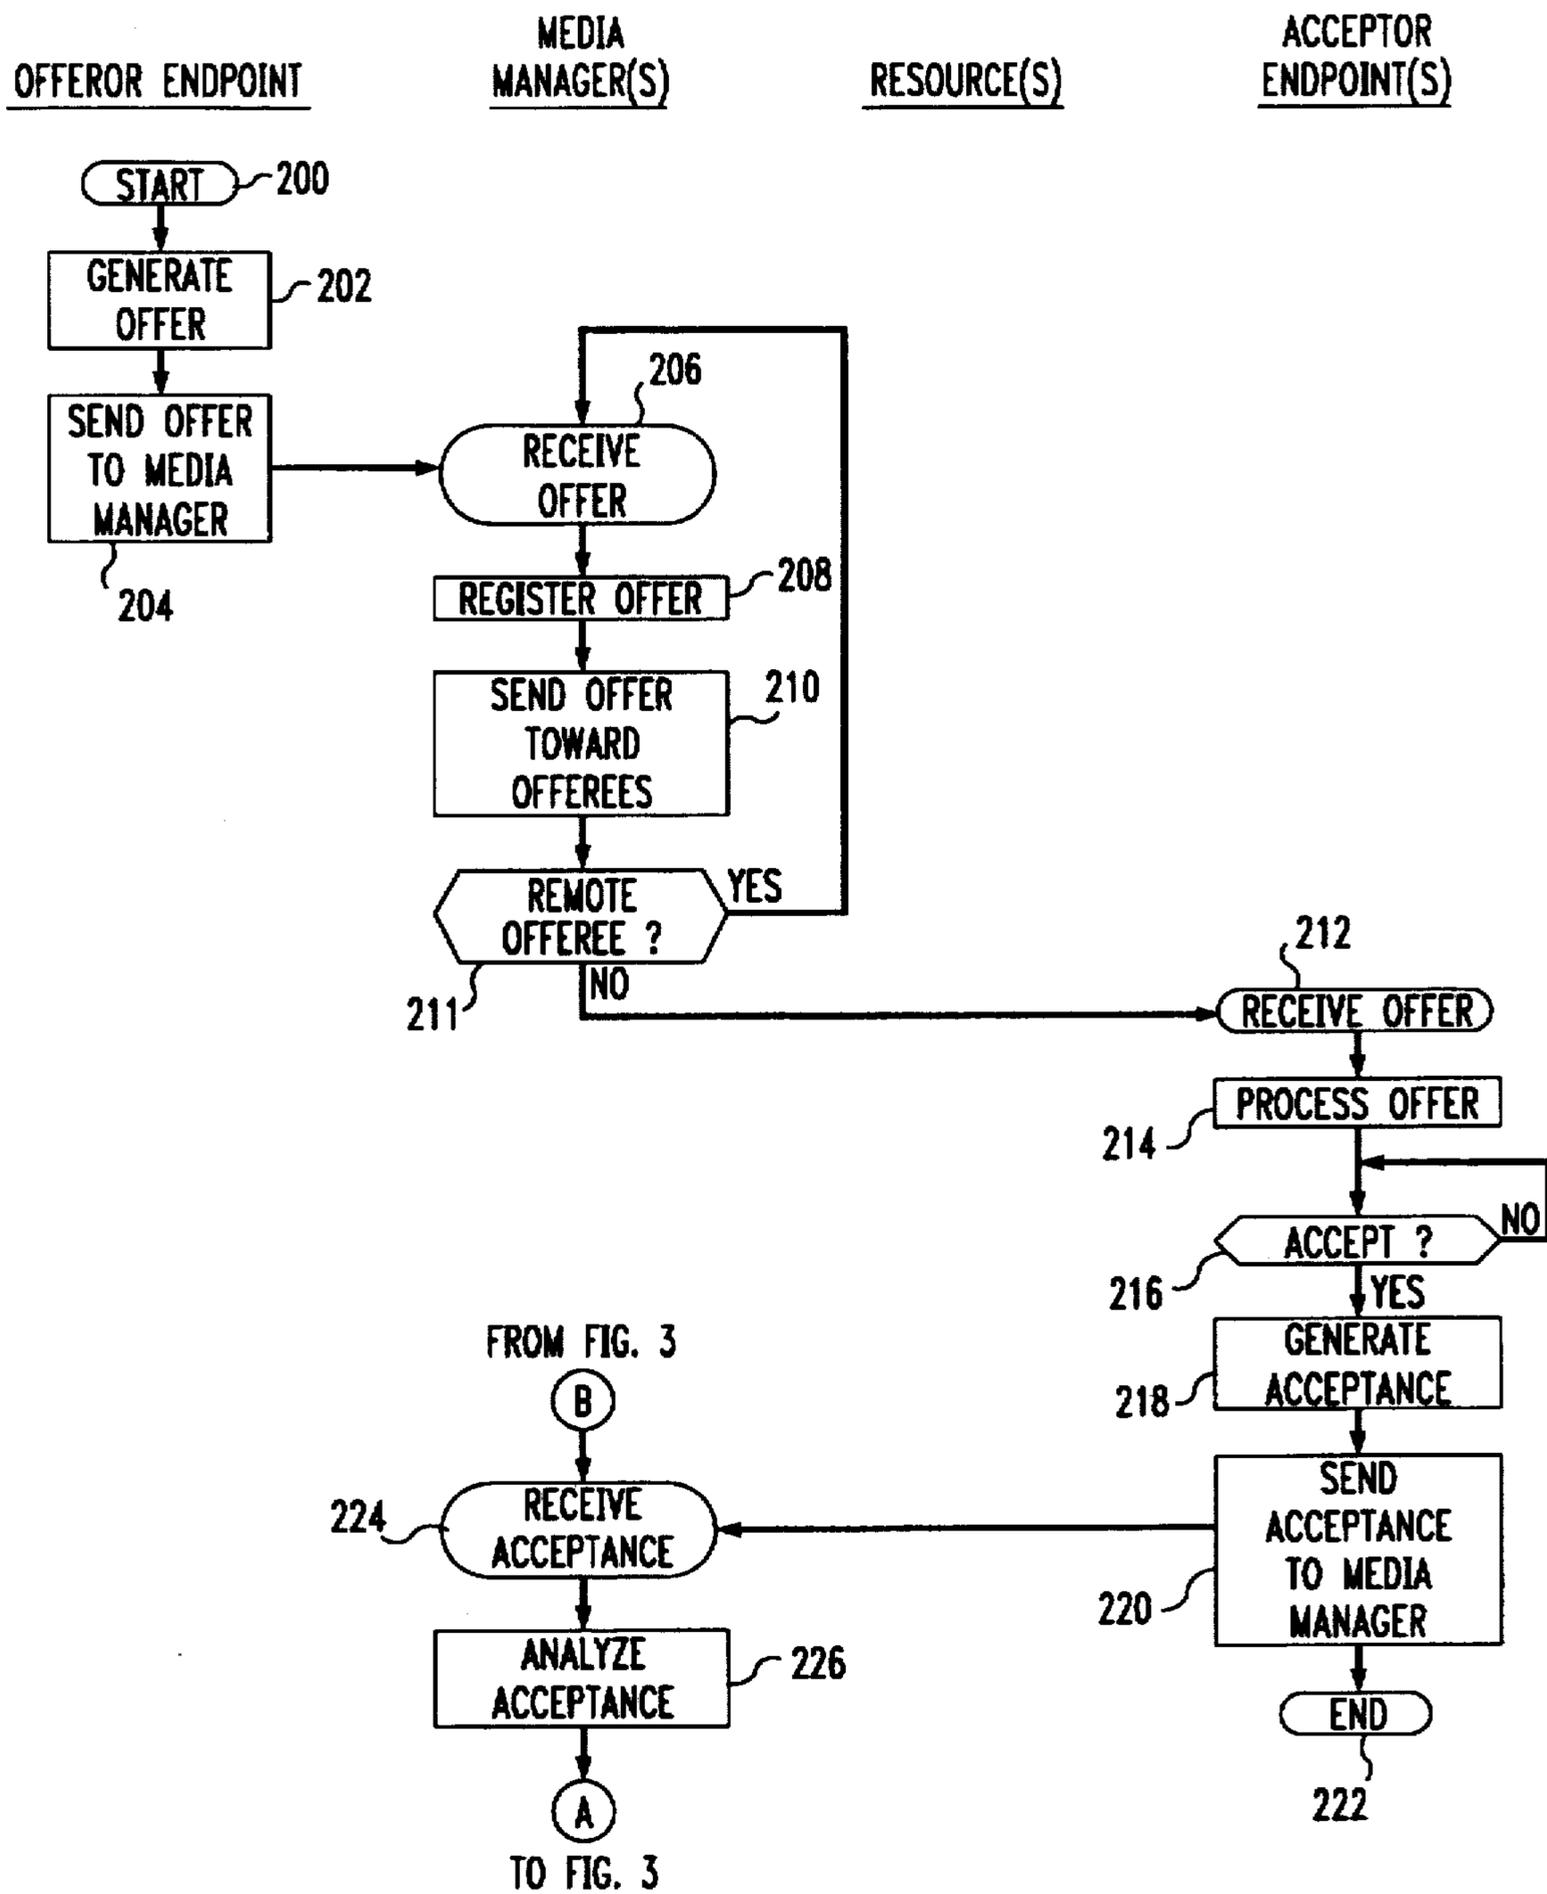 OFFEROR ENDPOINT
MEDIA
MANAGER(S)
RESOURCE(S)
ACCEPTOR
ENDPOINT(S)
START
200
GENERATE
OFFER
202
SEND OFFER
TO MEDIA
MANAGER
204
206
RECEIVE
OFFER
REGISTER OFFER
208
SEND OFFER
TOWARD
OFFEREES
210
REMOTE
OFFEREE ?
YES
211
NO
212
RECEIVE OFFER
PROCESS OFFER
214
ACCEPT ?
NO
216
YES
GENERATE
ACCEPTANCE
218
SEND
ACCEPTANCE
TO MEDIA
MANAGER
220
END
222
FROM FIG. 3
B
RECEIVE
ACCEPTANCE
224
ANALYZE
ACCEPTANCE
226
A
TO FIG. 3